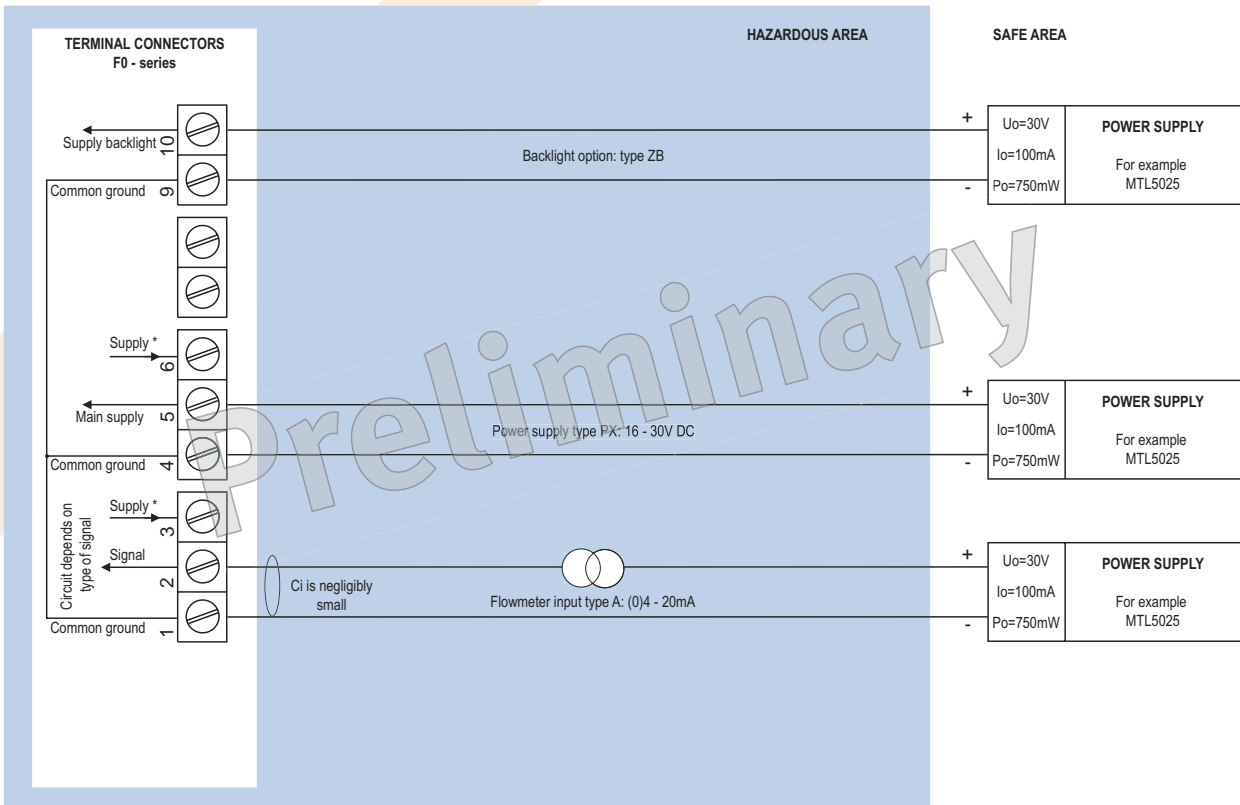 TERMINAL CONNECTORS
F0 - series
HAZARDOUS AREA
SAFE AREA
Supply backlight
10
Common ground
9
Backlight option: type ZB
+
-
Uo=30V
Io=100mA
Po=750mW
POWER SUPPLY
For example
MTL5025
Supply *
6
Main supply
5
Common ground
4
Power supply type PX: 16 - 30V DC
+
-
Uo=30V
Io=100mA
Po=750mW
POWER SUPPLY
For example
MTL5025
Circuit depends on
type of signal
Supply *
3
Signal
2
Common ground
1
Ci is negligibly
small
Flowmeter input type A: (0)4 - 20mA
+
-
Uo=30V
Io=100mA
Po=750mW
POWER SUPPLY
For example
MTL5025
Preliminary